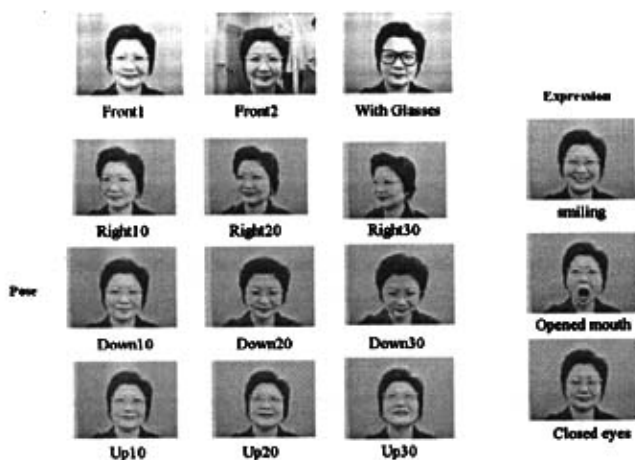 Front1
Front2
With Glasses
Expression
Right10
Right20
Right30
smiling
Pose
Down10
Down20
Down30
Opened mouth
Up10
Up20
Up30
Closed eyes